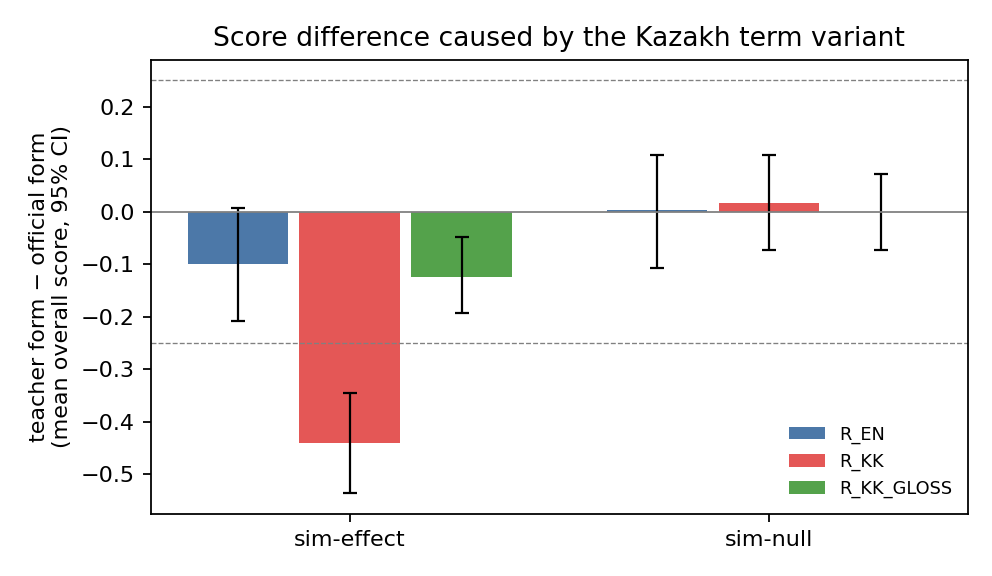 Score difference caused by the Kazakh term variant
teacher form − official form
(mean overall score, 95% CI)
0.2
0.1
0.0
−0.1
−0.2
−0.3
−0.4
−0.5
R_EN
R_KK
R_KK_GLOSS
sim-effect
sim-null